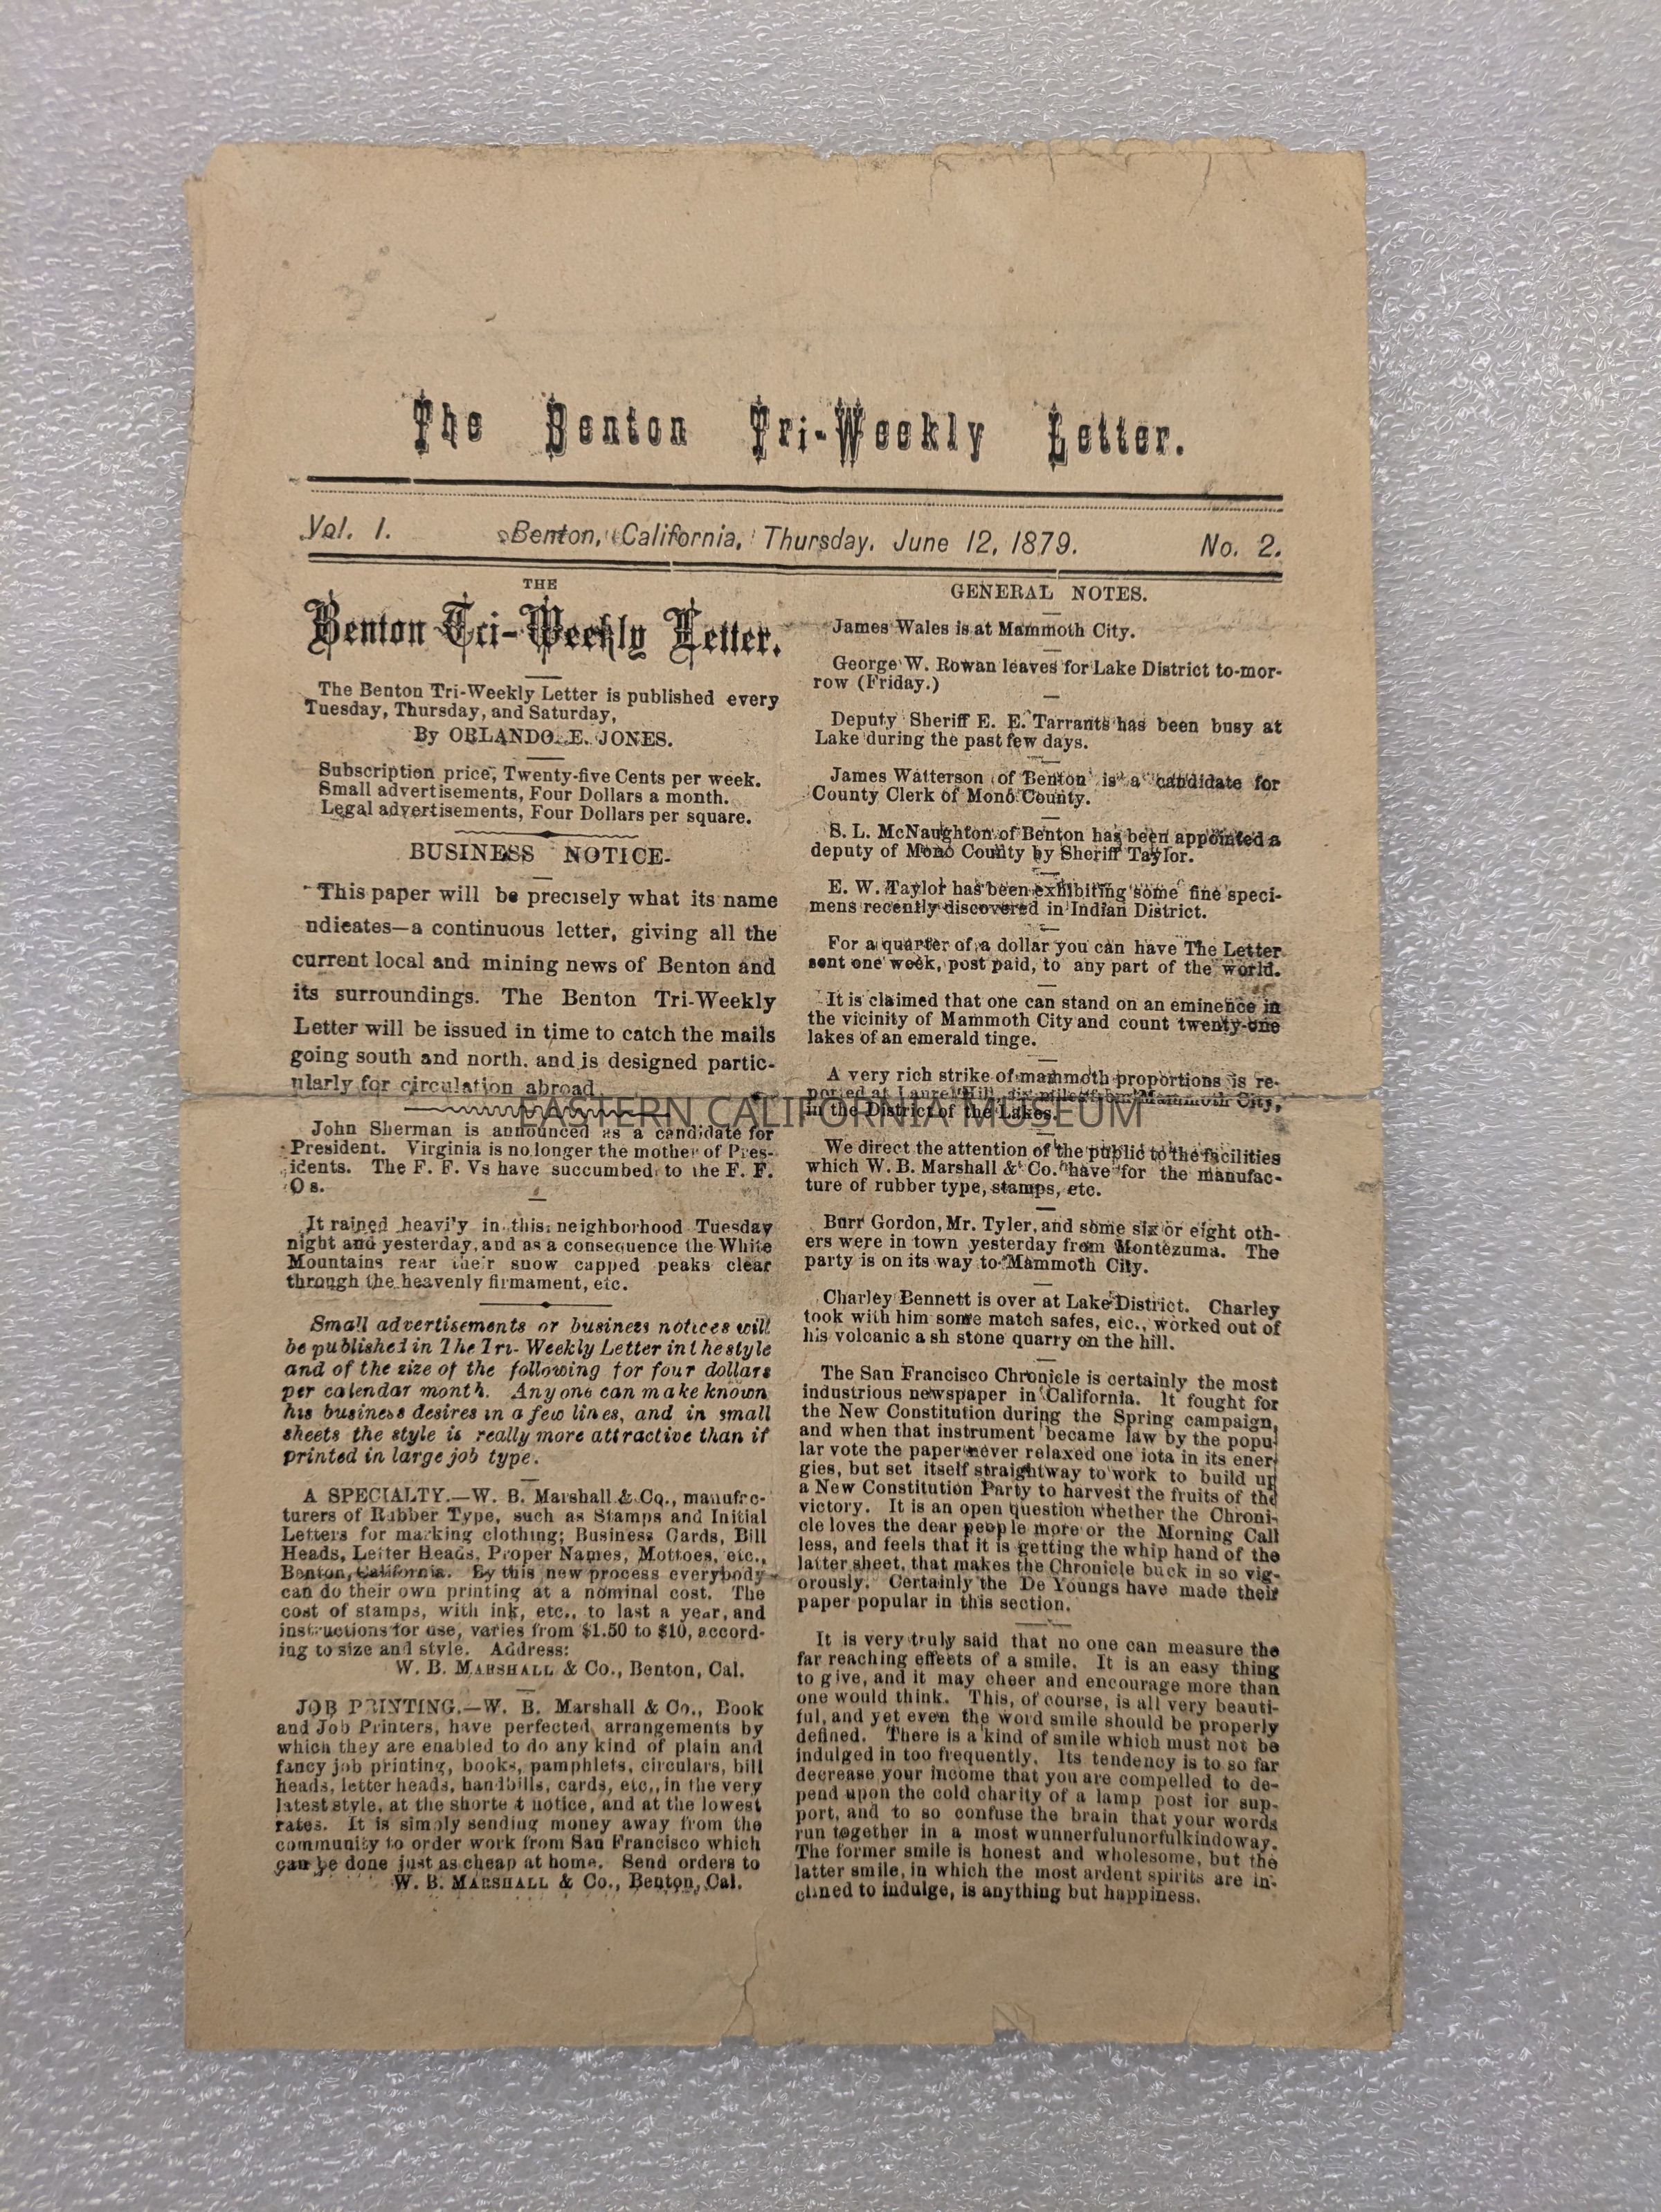 The Benton Tri-Weekly Letter.
Vol. 1. Benton, California, Thursday, June 12, 1879. No. 2.
THE
Benton Tri-Weekly Letter.
The Benton Tri-Weekly Letter is published every
Tuesday, Thursday, and Saturday,
By ORLANDO E. JONES.
Subscription price, Twenty-five Cents per week.
Small advertisements, Four Dollars a month.
Legal advertisements, Four Dollars per square.
BUSINESS NOTICE-
This paper will be precisely what its name
ndicates—a continuous letter, giving all the
current local and mining news of Benton and
its surroundings. The Benton Tri-Weekly
Letter will be issued in time to catch the mails
going south and north. and is designed partic-
ularly for circulation abroad
John Sherman is announced as a candidate for
President. Virginia is no longer the mother of Pres-
idents. The F. F. Vs have succumbed to the F. F.
O s.
It rained heavi'y in this neighborhood Tuesday
night and yesterday, and as a consequence the White
Mountains rear their snow capped peaks clear
through the heavenly firmament, etc.
Small advertisements or business notices will
be published in The Tri-Weekly Letter in the style
and of the size of the following for four dollars
per calendar month. Any one can make known
his business desires in a few lines, and in small
sheets the style is really more attractive than if
printed in large job type.
A SPECIALTY.—W. B. Marshall & Co., manufac-
turers of Rubber Type, such as Stamps and Initial
Letters for marking clothing; Business Cards, Bill
Heads, Letter Heads, Proper Names, Mottoes, etc.,
Benton, California. By this new process everybody
can do their own printing at a nominal cost. The
cost of stamps, with ink, etc., to last a year, and
instructions for use, varies from $1.50 to $10, accord-
ing to size and style. Address:
W. B. MARSHALL & Co., Benton, Cal.
JOB PRINTING.—W. B. Marshall & Co., Book
and Job Printers, have perfected arrangements by
which they are enabled to do any kind of plain and
fancy job printing, books, pamphlets, circulars, bill
heads, letter heads, handbills, cards, etc., in the very
latest style, at the shorte t notice, and at the lowest
rates. It is simply sending money away from the
community to order work from San Francisco which
can be done just as cheap at home. Send orders to
W. B. MARSHALL & Co., Benton, Cal.
GENERAL NOTES.
James Wales is at Mammoth City.
George W. Rowan leaves for Lake District to-mor-
row (Friday.)
Deputy Sheriff E. E. Tarrants has been busy at
Lake during the past few days.
James Watterson of Benton is a candidate for
County Clerk of Mono County.
S. L. McNaughton of Benton has been appointed a
deputy of Mono County by Sheriff Taylor.
E. W. Taylor has been exhibiting some fine speci-
mens recently discovered in Indian District.
For a quarter of a dollar you can have The Letter
sent one week, post paid, to any part of the world.
It is claimed that one can stand on an eminence in
the vicinity of Mammoth City and count twenty-one
lakes of an emerald tinge.
A very rich strike of mammoth proportions is re-
ported at Laurel Hill, six miles from Mammoth City,
in the District of the Lakes.
EASTERN CALIFORNIA MUSEUM
We direct the attention of the public to the facilities
which W. B. Marshall & Co. have for the manufac-
ture of rubber type, stamps, etc.
Burr Gordon, Mr. Tyler, and some six or eight oth-
ers were in town yesterday from Montezuma. The
party is on its way to Mammoth City.
Charley Bennett is over at Lake District. Charley
took with him some match safes, etc., worked out of
his volcanic a sh stone quarry on the hill.
The San Francisco Chronicle is certainly the most
industrious newspaper in California. It fought for
the New Constitution during the Spring campaign,
and when that instrument became law by the popu-
lar vote the paper never relaxed one iota in its ener-
gies, but set itself straightway to work to build up
a New Constitution Party to harvest the fruits of the
victory. It is an open question whether the Chroni-
cle loves the dear people more or the Morning Call
less, and feels that it is getting the whip hand of the
latter sheet, that makes the Chronicle buck in so vig-
orously. Certainly the De Youngs have made their
paper popular in this section.
It is very truly said that no one can measure the
far reaching effects of a smile. It is an easy thing
to give, and it may cheer and encourage more than
one would think. This, of course, is all very beauti-
ful, and yet even the word smile should be properly
defined. There is a kind of smile which must not be
indulged in too frequently. Its tendency is to so far
decrease your income that you are compelled to de-
pend upon the cold charity of a lamp post ior sup-
port, and to so confuse the brain that your words
run together in a most wunnerfulunorfulkindoway.
The former smile is honest and wholesome, but the
latter smile, in which the most ardent spirits are in-
clined to indulge, is anything but happiness.